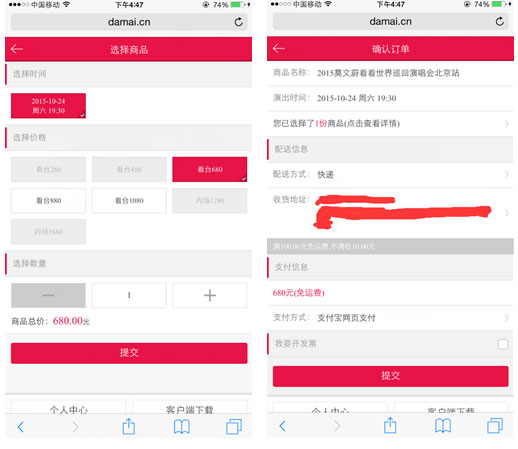 中国移动
下午4:47
74%
damai.cn
选择商品
选择时间
2015-10-24
周六 19:30
选择价格
看台280
看台480
看台680
看台880
看台1080
内场1280
内场1680
选择数量
1
商品总价：680.00元
提交
个人中心
客户端下载
中国移动
下午4:47
74%
damai.cn
确认订单
商品名称：2015莫文蔚看看世界巡回演唱会北京站
演出时间：2015-10-24 周六 19:30
您已选择了1份商品(点击查看详情)
配送信息
配送方式：快递
收货地址：
满100.00元免运费,不满收10.00元
支付信息
680元(免运费)
支付方式：支付宝网页支付
我要开发票
提交
个人中心
客户端下载